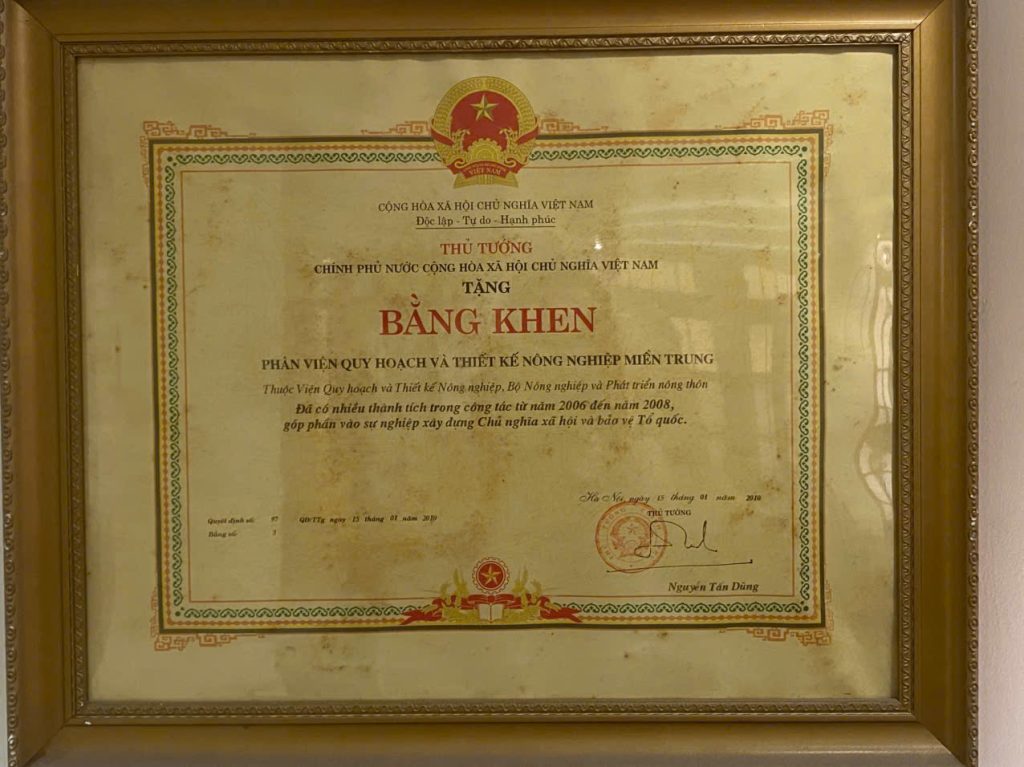 VIỆT NAM
CỘNG HÒA XÃ HỘI CHỦ NGHĨA VIỆT NAM
Độc lập - Tự do - Hạnh phúc
THỦ TƯỚNG
CHÍNH PHỦ NƯỚC CỘNG HÒA XÃ HỘI CHỦ NGHĨA VIỆT NAM
TẶNG
BẰNG KHEN
PHÂN VIỆN QUY HOẠCH VÀ THIẾT KẾ NÔNG NGHIỆP MIỀN TRUNG
Thuộc Viện Quy hoạch và Thiết kế Nông nghiệp, Bộ Nông nghiệp và Phát triển nông thôn
Đã có nhiều thành tích trong công tác từ năm 2006 đến năm 2008,
góp phần vào sự nghiệp xây dựng Chủ nghĩa xã hội và bảo vệ Tổ quốc.
Hà Nội, ngày 15 tháng 01 năm 2010
THỦ TƯỚNG
Quyết định số: 97 QĐ/TTg ngày 15 tháng 01 năm 2010
Bằng số:
Nguyễn Tấn Dũng